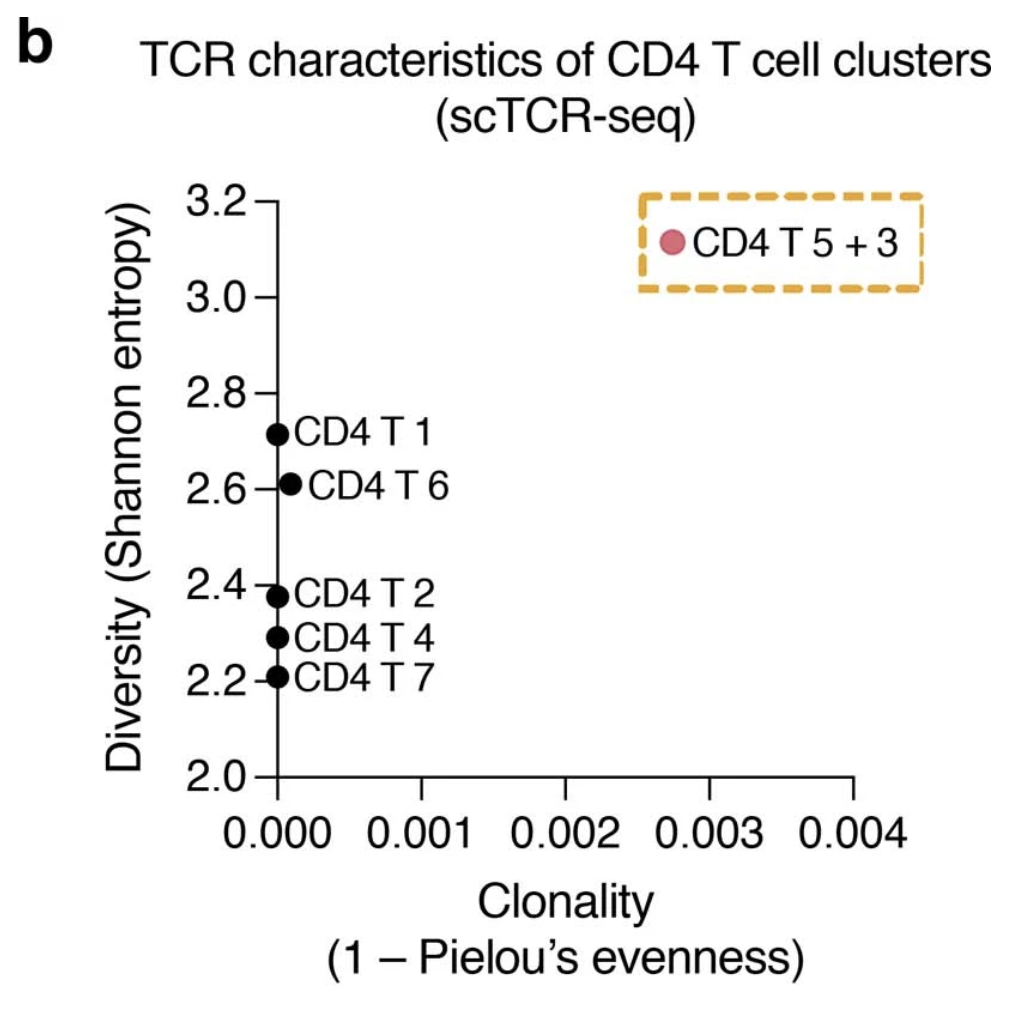 b
TCR characteristics of CD4 T cell clusters
(scTCR-seq)
Diversity (Shannon entropy)
3.2
3.0
2.8
2.6
2.4
2.2
2.0
CD4 T 5 + 3
CD4 T 1
CD4 T 6
CD4 T 2
CD4 T 4
CD4 T 7
0.000 0.001 0.002 0.003 0.004
Clonality
(1 – Pielou’s evenness)